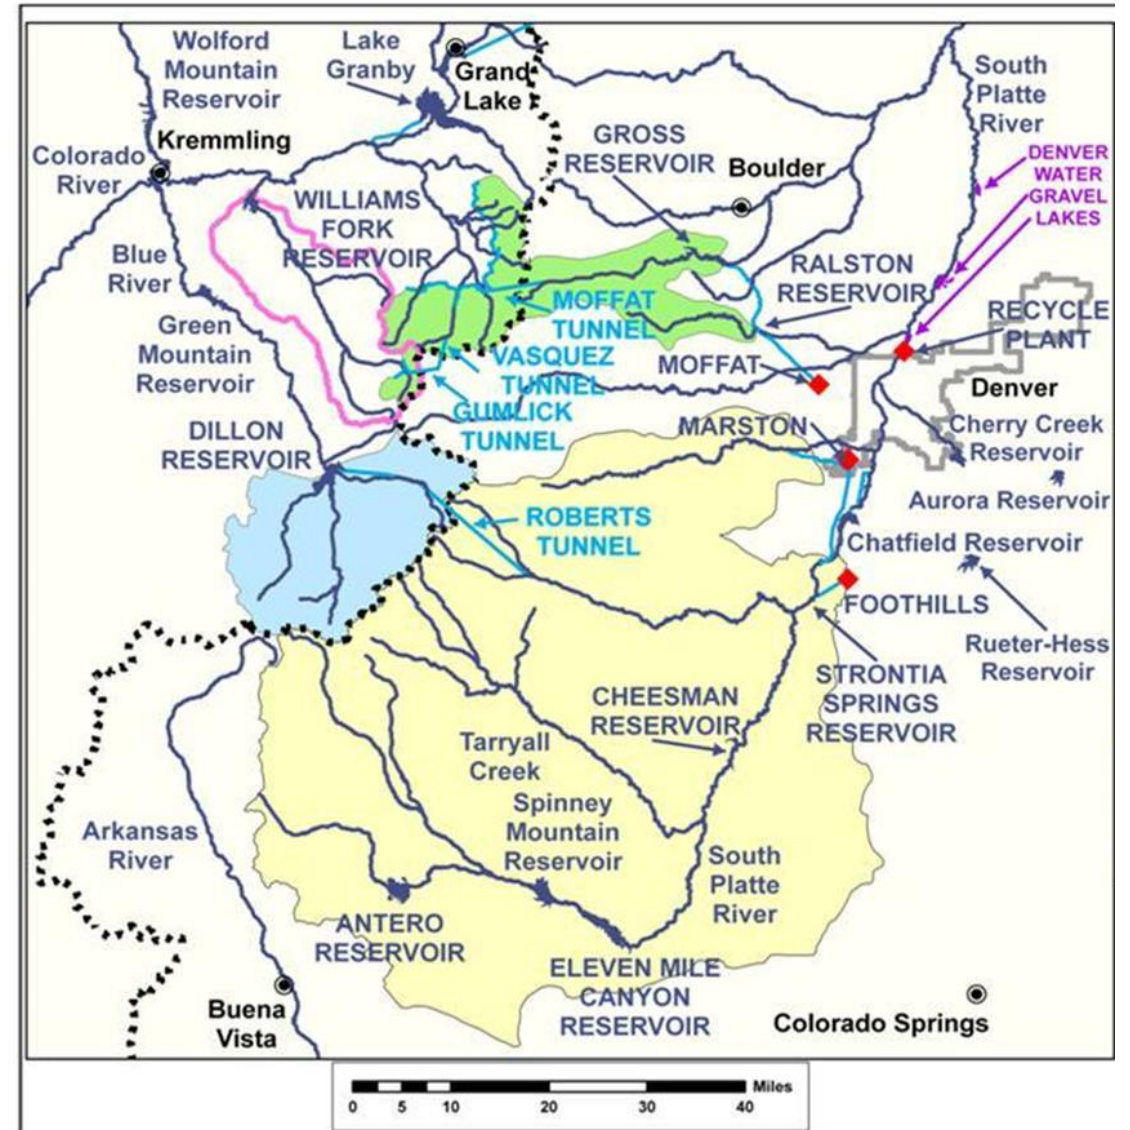 Wolford
Mountain
Reservoir
Lake
Granby
Grand
Lake
South
Platte
River
Kremmling
Colorado
River
GROSS
RESERVOIR
Boulder
DENVER
WATER
GRAVEL
LAKES
WILLIAMS
FORK
RESERVOIR
Blue
River
RALSTON
RESERVOIR
Green
Mountain
Reservoir
MOFFAT
TUNNEL
RECYCLE
PLANT
VASQUEZ
TUNNEL
MOFFAT
Denver
GUMLICK
TUNNEL
DILLON
RESERVOIR
MARSTON
Cherry Creek
Reservoir
Aurora Reservoir
ROBERTS
TUNNEL
Chatfield Reservoir
FOOTHILLS
Rueter-Hess
Reservoir
STRONTIA
SPRINGS
RESERVOIR
CHEESMAN
RESERVOIR
Tarryall
Creek
Spinney
Mountain
Reservoir
Arkansas
River
South
Platte
River
ANTERO
RESERVOIR
ELEVEN MILE
CANYON
RESERVOIR
Buena
Vista
Colorado Springs
Miles
0 5 10 20 30 40